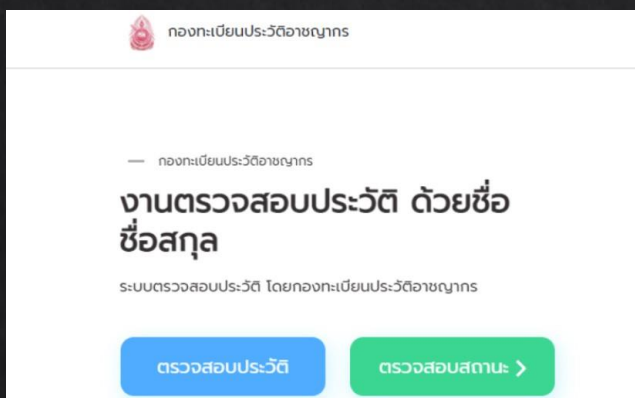 กองทะเบียนประวัติอาชญากร
กองทะเบียนประวัติอาชญากร
งานตรวจสอบประวัติ ด้วยชื่อ
ชื่อสกุล
ระบบตรวจสอบประวัติ โดยกองทะเบียนประวัติอาชญากร
ตรวจสอบประวัติ ตรวจสอบสถานะ